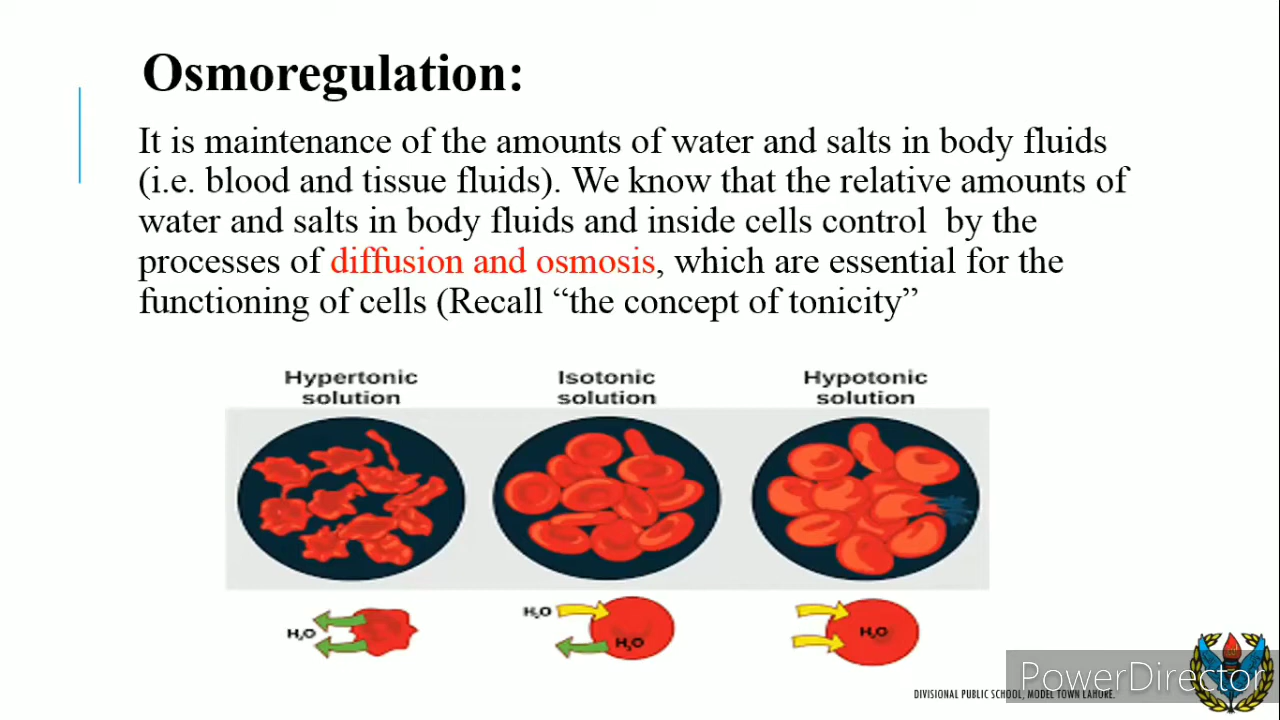 Osmoregulation:
It is maintenance of the amounts of water and salts in body fluids
(i.e. blood and tissue fluids). We know that the relative amounts of
water and salts in body fluids and inside cells control  by the
processes of diffusion and osmosis, which are essential for the
functioning of cells (Recall “the concept of tonicity”
Hypertonic
solution
Isotonic
solution
Hypotonic
solution
H₂O
H₂O
H₂O
H₂O
PowerDirector
DIVISIONAL PUBLIC SCHOOL, MODEL TOWN LAHORE.